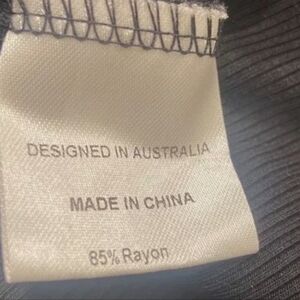 DESIGNED IN AUSTRALIA
MADE IN CHINA
85% Rayon